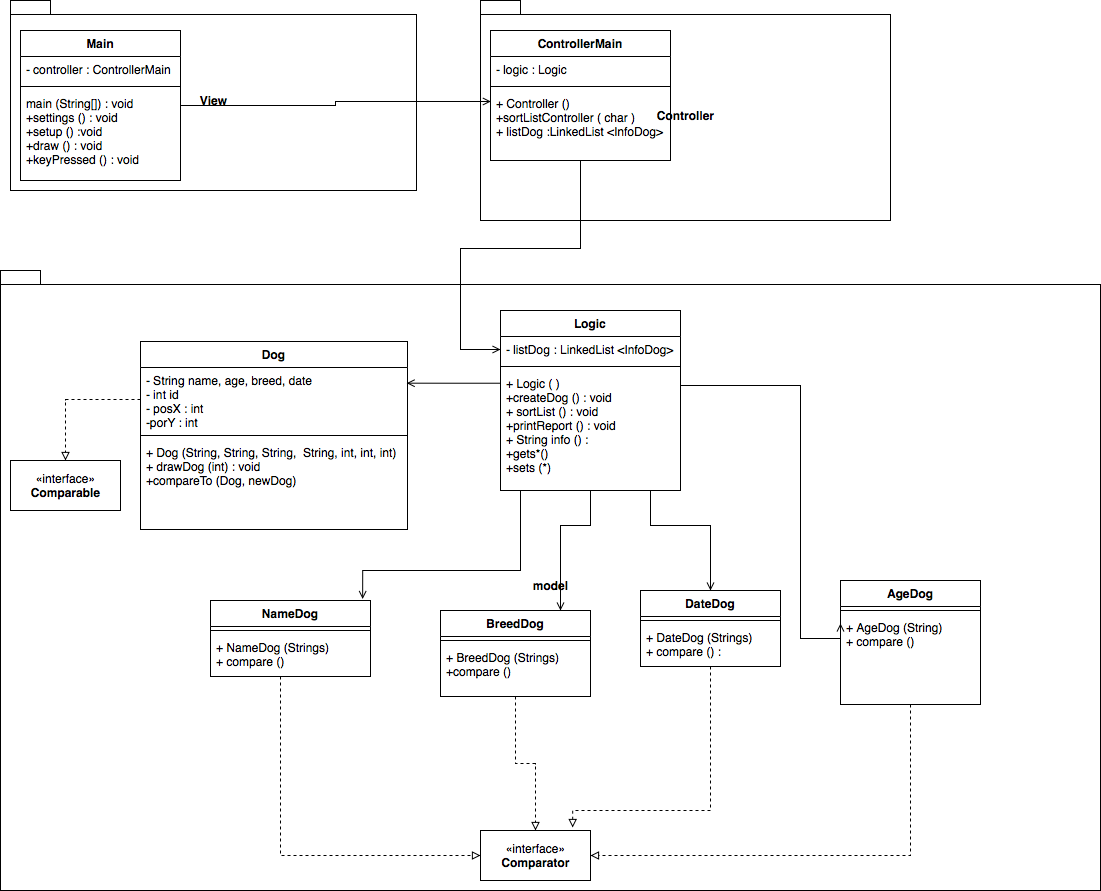 Main
- controller : ControllerMain
main (String[]) : void
+settings () : void
+setup () :void
+draw () : void
+keyPressed () : void
View
ControllerMain
- logic : Logic
+ Controller ()
+sortListController ( char )
+ listDog :LinkedList <InfoDog>
Controller
Logic
- listDog : LinkedList <InfoDog>
+ Logic ( )
+createDog () : void
+ sortList () : void
+printReport () : void
+ String info () :
+gets*()
+sets (*)
Dog
- String name, age, breed, date
- int id
- posX : int
-porY : int
+ Dog (String, String, String, String, int, int, int)
+ drawDog (int) : void
+compareTo (Dog, newDog)
«interface»
Comparable
model
NameDog
+ NameDog (Strings)
+ compare ()
BreedDog
+ BreedDog (Strings)
+compare ()
DateDog
+ DateDog (Strings)
+ compare () :
AgeDog
+ AgeDog (String)
+ compare ()
«interface»
Comparator